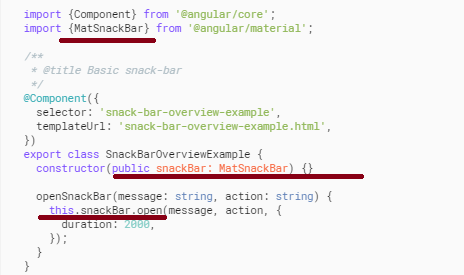 import {Component} from '@angular/core';
import {MatSnackBar} from '@angular/material';
/**
* @title Basic snack-bar
*/
@Component({
selector: 'snack-bar-overview-example',
templateUrl: 'snack-bar-overview-example.html',
})
export class SnackBarOverviewExample {
constructor(public snackBar: MatSnackBar) {}
openSnackBar(message: string, action: string) {
this.snackBar.open(message, action, {
duration: 2000,
});
}
}